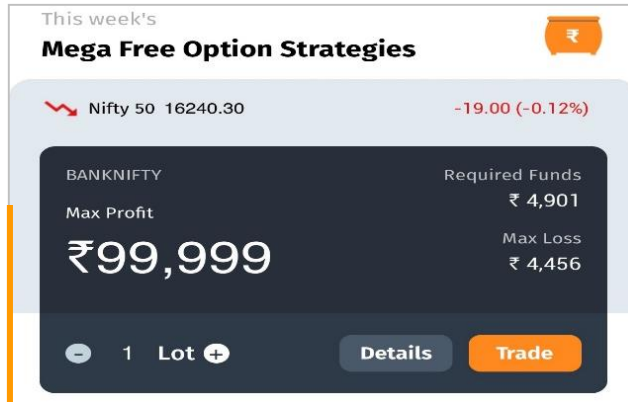 This week's
Mega Free Option Strategies
₹
Nifty 50 16240.30 -19.00 (-0.12%)
BANKNIFTY
Required Funds
₹ 4,901
Max Profit
₹99,999
Max Loss
₹ 4,456
- 1 Lot +
Details
Trade